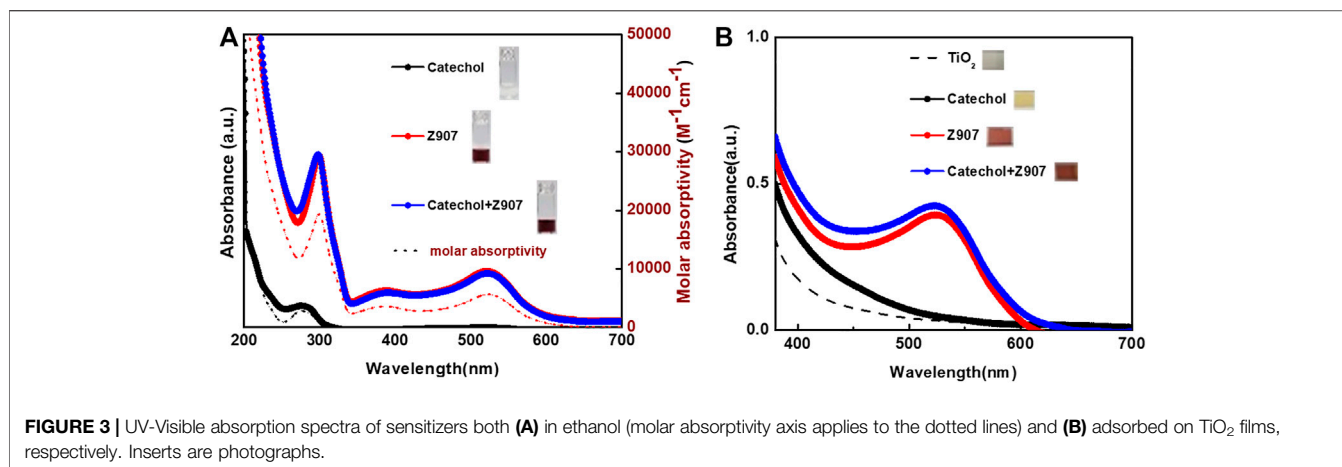 A
Absorbance (a.u.)
Catechol
Z907
Catechol+Z907
molar absorptivity
200 300 400 500 600 700
Wavelength(nm)
50000
40000
30000
20000
10000
0
Molar absorptivity (M⁻¹cm⁻¹)
B
1.0
0.5
0.0
Absorbance(a.u.)
TiO₂
Catechol
Z907
Catechol+Z907
400 500 600 700
Wavelength(nm)
FIGURE 3 | UV-Visible absorption spectra of sensitizers both (A) in ethanol (molar absorptivity axis applies to the dotted lines) and (B) adsorbed on TiO₂ films,
respectively. Inserts are photographs.